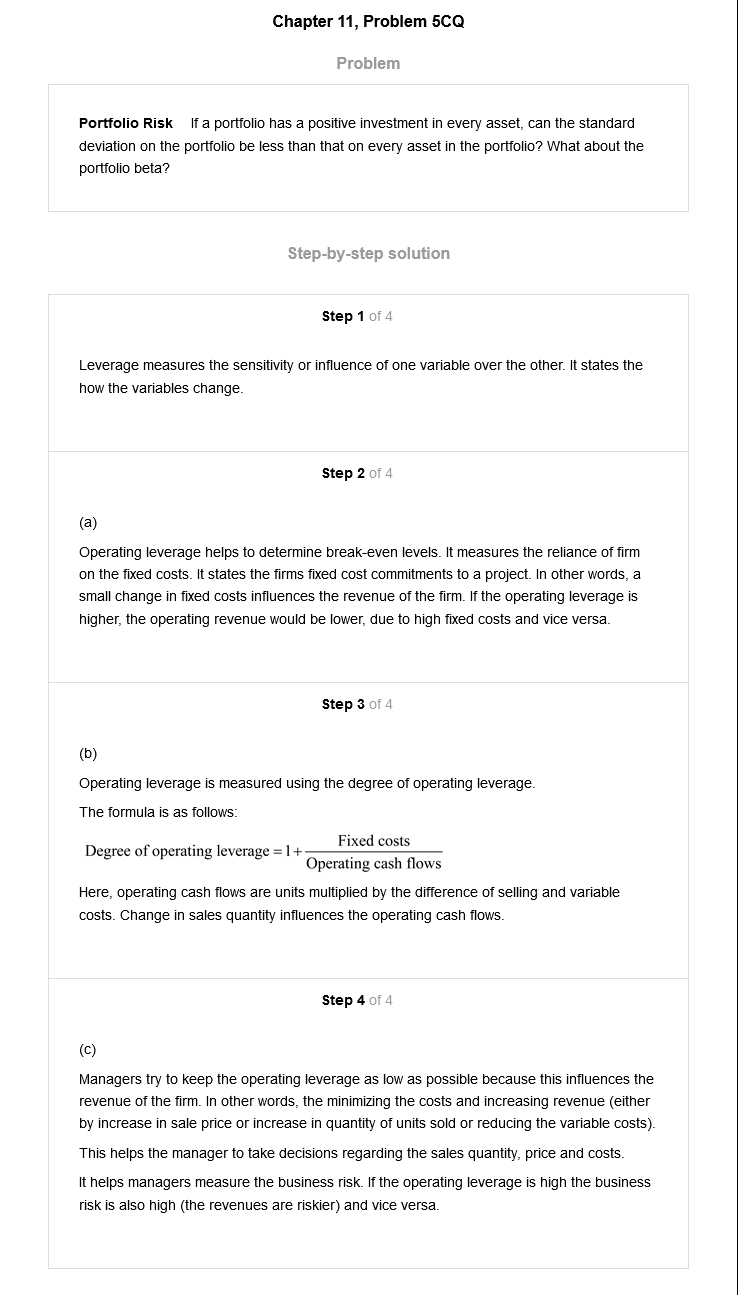 Chapter 11, Problem 5CQ
Problem
Portfolio Risk If a portfolio has a positive investment in every asset, can the standard
deviation on the portfolio be less than that on every asset in the portfolio? What about the
portfolio beta?
Step-by-step solution
Step 1 of 4
Leverage measures the sensitivity or influence of one variable over the other. It states the
how the variables change.
Step 2 of 4
(a)
Operating leverage helps to determine break-even levels. It measures the reliance of firm
on the fixed costs. It states the firms fixed cost commitments to a project. In other words, a
small change in fixed costs influences the revenue of the firm. If the operating leverage is
higher, the operating revenue would be lower, due to high fixed costs and vice versa.
Step 3 of 4
(b)
Operating leverage is measured using the degree of operating leverage.
The formula is as follows:
Degree of operating leverage = 1 + Fixed costs / Operating cash flows
Here, operating cash flows are units multiplied by the difference of selling and variable
costs. Change in sales quantity influences the operating cash flows.
Step 4 of 4
(c)
Managers try to keep the operating leverage as low as possible because this influences the
revenue of the firm. In other words, the minimizing the costs and increasing revenue (either
by increase in sale price or increase in quantity of units sold or reducing the variable costs).
This helps the manager to take decisions regarding the sales quantity, price and costs.
It helps managers measure the business risk. If the operating leverage is high the business
risk is also high (the revenues are riskier) and vice versa.